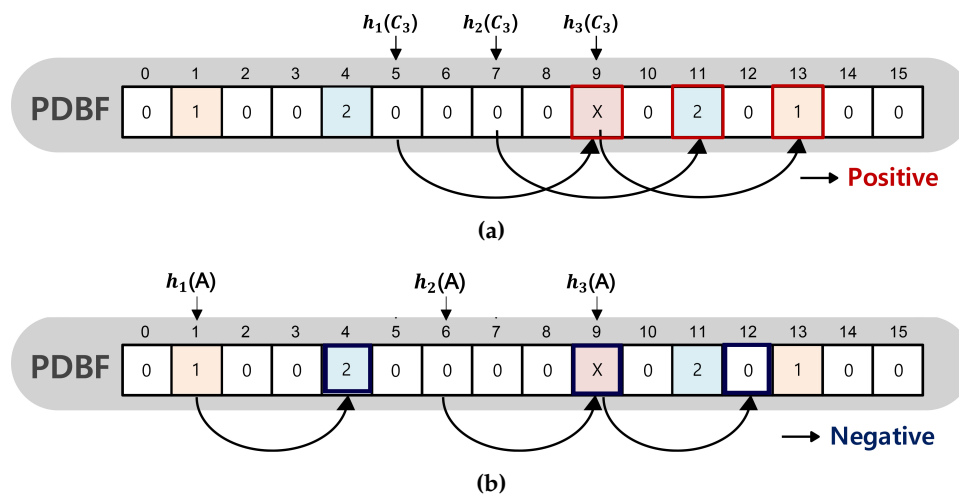 h₁(C₃) h₂(C₃) h₃(C₃)
0 1 2 3 4 5 6 7 8 9 10 11 12 13 14 15
PDBF 0 1 0 0 2 0 0 0 0 X 0 2 0 1 0 0
Positive
(a)
h₁(A) h₂(A) h₃(A)
0 1 2 3 4 5 6 7 8 9 10 11 12 13 14 15
PDBF 0 1 0 0 2 0 0 0 0 X 0 2 0 1 0 0
Negative
(b)